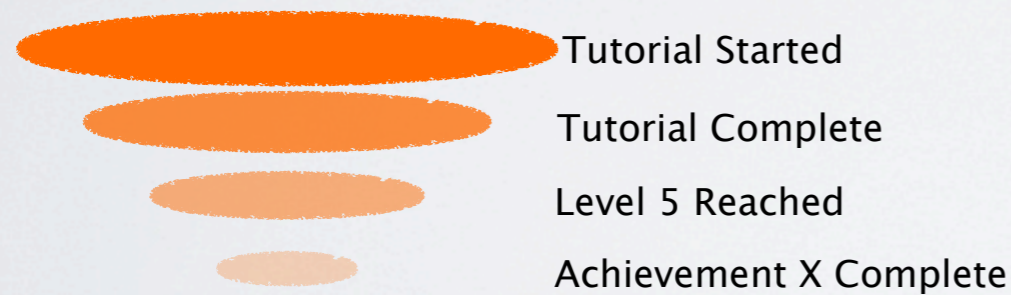 Tutorial Started
Tutorial Complete
Level 5 Reached
Achievement X Complete